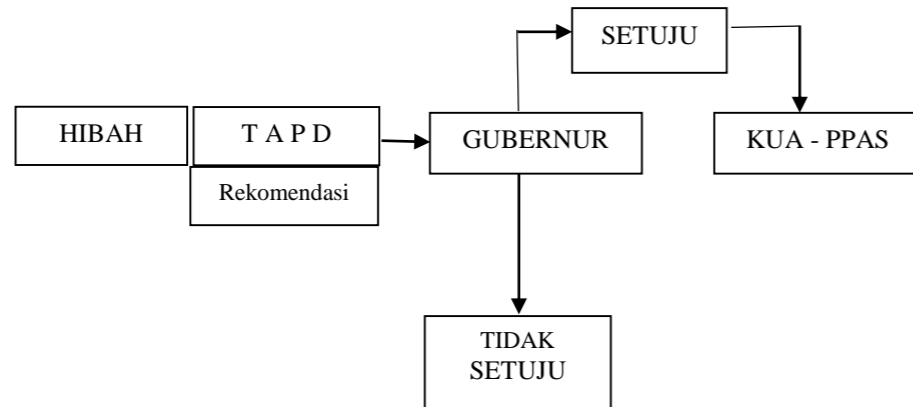 SETUJU
HIBAH
T A P D
GUBERNUR
KUA - PPAS
Rekomendasi
TIDAK
SETUJU